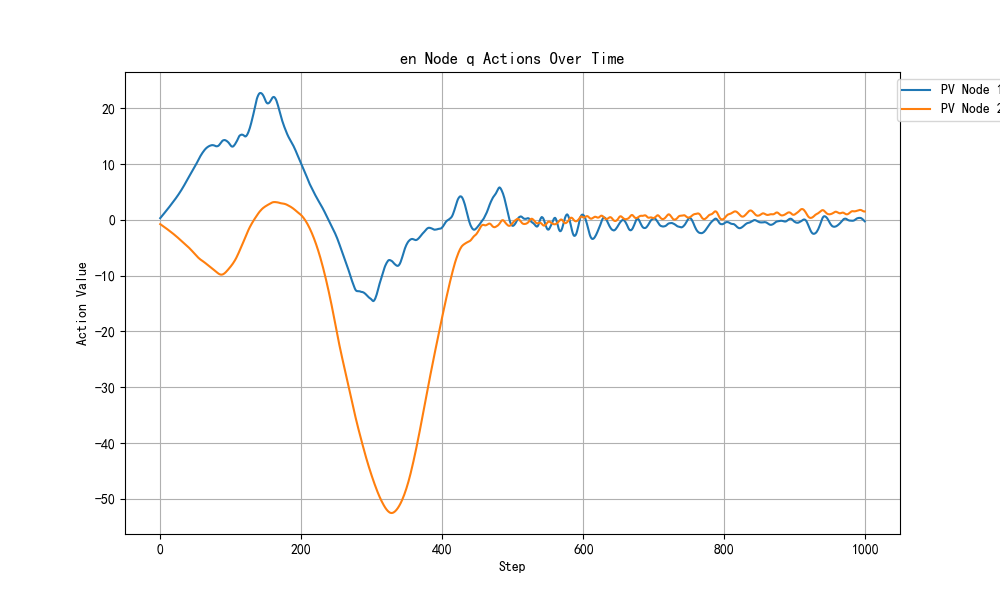 en Node q Actions Over Time
PV Node 1
PV Node 2
Action Value
20
10
0
−10
−20
−30
−40
−50
0
200
400
600
800
1000
Step